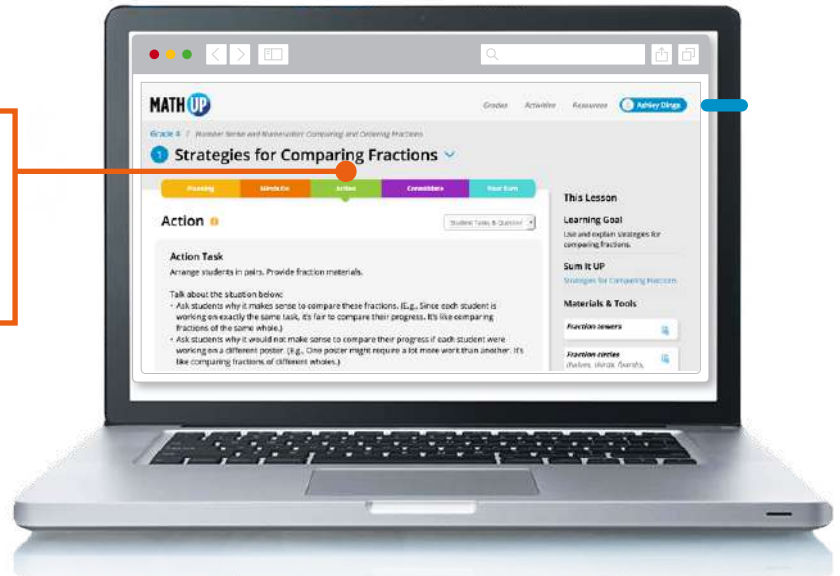 MATH UP
Grades Activities Resources Ashley Dingo
Grade 4 / Number Sense and Numeration: Comparing and Ordering Fractions
1 Strategies for Comparing Fractions
Planning Minds On Action Consolidate Your Turn
Action
Student Tasks & Question
Action Task
Arrange students in pairs. Provide fraction materials.
Talk about the situation below:
• Ask students why it makes sense to compare these fractions. (E.g., Since each student is
working on exactly the same task, it's fair to compare their progress. It's like comparing
fractions of the same whole.)
• Ask students why it would not make sense to compare their progress if each student were
working on a different poster. (E.g., One poster might require a lot more work than another. It's
like comparing fractions of different wholes.)
This Lesson
Learning Goal
Use and explain strategies for
comparing fractions.
Sum It UP
Strategies for Comparing Fractions
Materials & Tools
Fraction towers
Fraction circles
(halves, thirds, fourths,